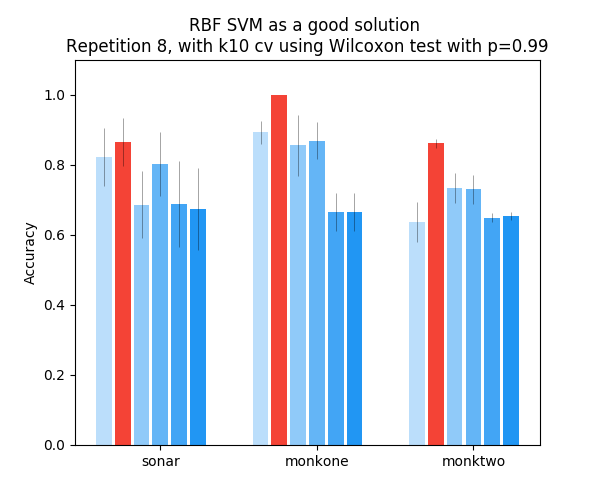 RBF SVM as a good solution
Repetition 8, with k10 cv using Wilcoxon test with p=0.99
1.0
0.8
0.6
0.4
0.2
0.0
Accuracy
sonar
monkone
monktwo